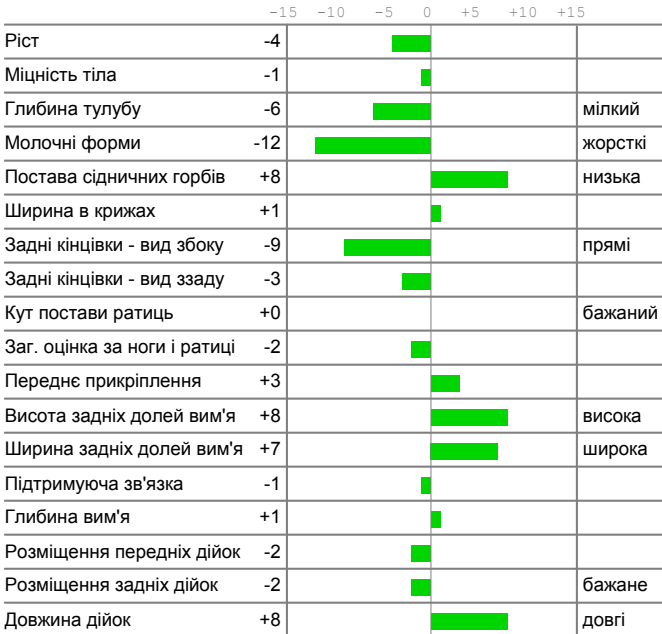 -15 -10 -5 0 +5 +10 +15
Ріст -4
Міцність тіла -1
Глибина тулубу -6 мілкий
Молочні форми -12 жорсткі
Постава сідничних горбів +8 низька
Ширина в крижах +1
Задні кінцівки - вид збоку -9 прямі
Задні кінцівки - вид ззаду -3
Кут постави ратиць +0 бажаний
Заг. оцінка за ноги і ратиці -2
Переднє прикріплення +3
Висота задніх долей вим'я +8 висока
Ширина задніх долей вим'я +7 широка
Підтримуюча зв'язка -1
Глибина вим'я +1
Розміщення передніх дійок -2
Розміщення задніх дійок -2 бажане
Довжина дійок +8 довгі